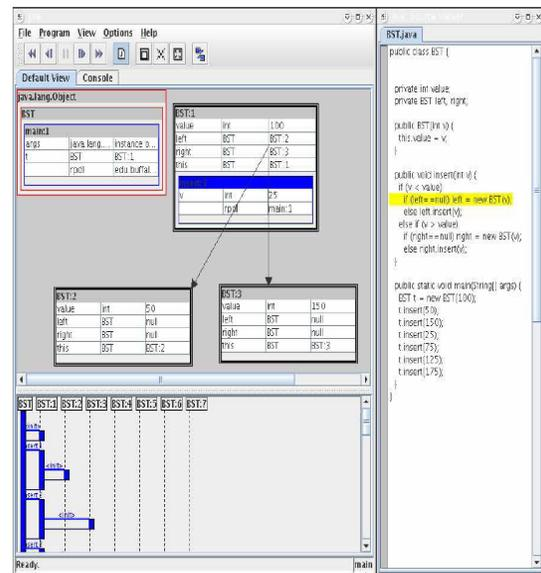 File Program View Options Help
Default View Console
java.lang.Object
BST
main:1
args java.lang.... instance o...
t BST BST:1
rpdl edu.buffal...
BST:1
value int 100
left BST BST:2
right BST BST:3
this BST BST:1
v int 25
rpdl main:1
BST:2
value int 50
left BST null
right BST null
this BST BST:2
BST:3
value int 150
left BST null
right BST null
this BST BST:3
BST BST:1 BST:2 BST:3 BST:4 BST:5 BST:6 BST:7
<init>
insert
<init>
insert
<init>
insert
Ready. main
BST.java
public class BST {
private int value;
private BST left, right;
public BST(int v) {
this.value = v;
}
public void insert(int v) {
if (v < value)
if (left==null) left = new BST(v);
else left.insert(v);
else if (v > value)
if (right==null) right = new BST(v);
else right.insert(v);
}
public static void main(String[] args) {
BST t = new BST(100);
t.insert(50);
t.insert(150);
t.insert(25);
t.insert(75);
t.insert(125);
t.insert(175);
}
}